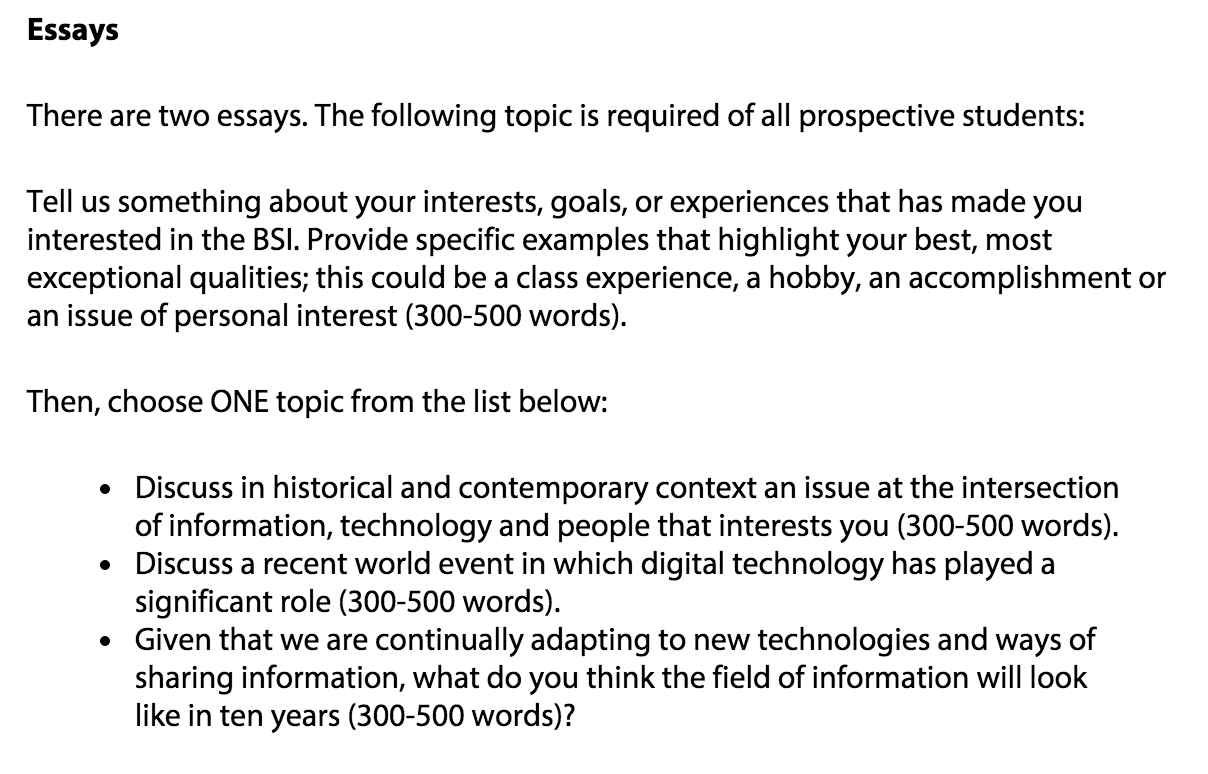 Essays
There are two essays. The following topic is required of all prospective students:
Tell us something about your interests, goals, or experiences that has made you
interested in the BSI. Provide specific examples that highlight your best, most
exceptional qualities; this could be a class experience, a hobby, an accomplishment or
an issue of personal interest (300-500 words).
Then, choose ONE topic from the list below:
• Discuss in historical and contemporary context an issue at the intersection
of information, technology and people that interests you (300-500 words).
• Discuss a recent world event in which digital technology has played a
significant role (300-500 words).
• Given that we are continually adapting to new technologies and ways of
sharing information, what do you think the field of information will look
like in ten years (300-500 words)?